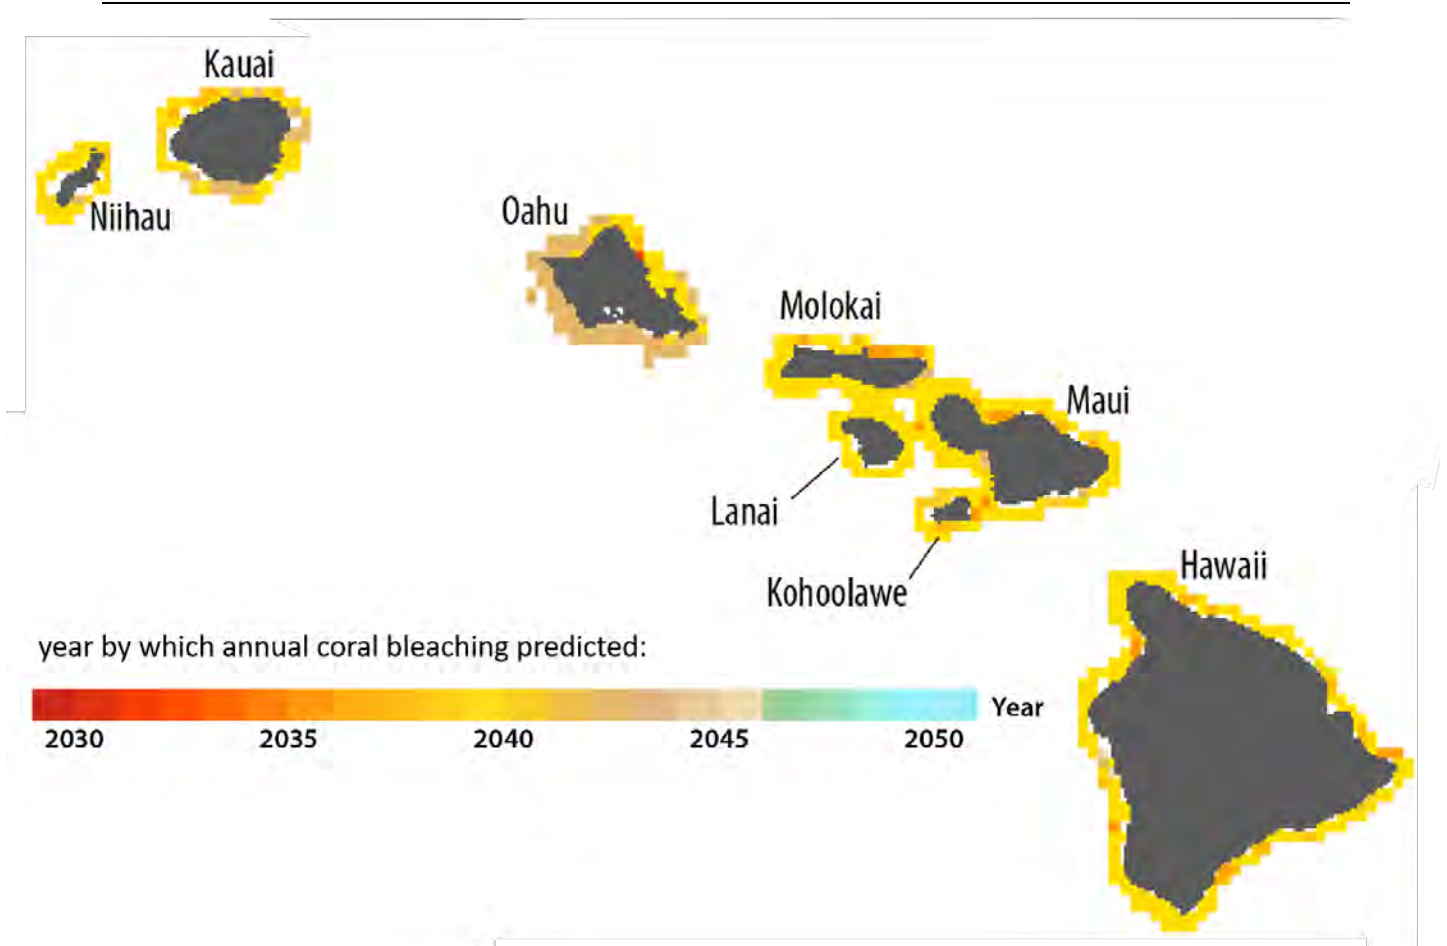 Kauai
Niihau
Oahu
Molokai
Maui
Lanai
Kohoolawe
Hawaii
year by which annual coral bleaching predicted:
Year
2030 2035 2040 2045 2050